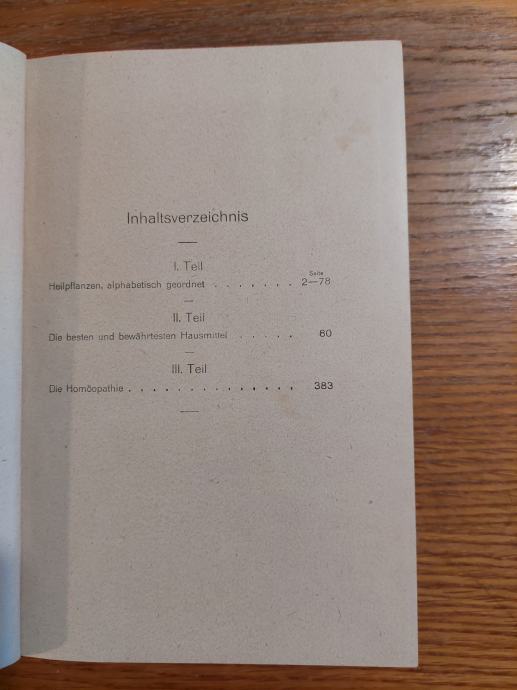 Inhaltsverzeichnis
I. Teil
Seite
Heilpflanzen, alphabetisch geordnet . . . . . . . 2—78
II. Teil
Die besten und bewährtesten Hausmittel . . . . . 80
III. Teil
Die Homöopathie . . . . . . . . . . . . . . 383